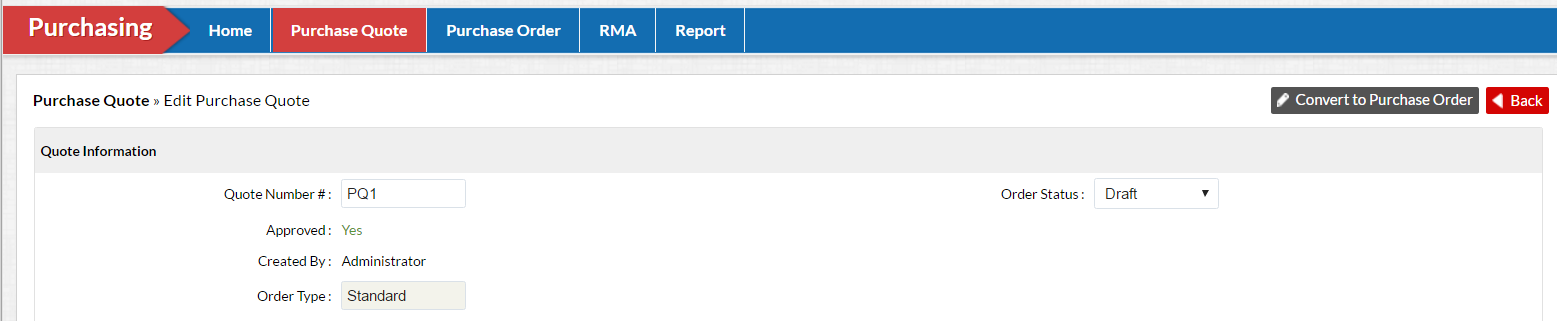 Purchasing Home Purchase Quote Purchase Order RMA Report
Purchase Quote » Edit Purchase Quote Convert to Purchase Order Back
Quote Information
Quote Number # : PQ1 Order Status : Draft
Approved : Yes
Created By : Administrator
Order Type : Standard